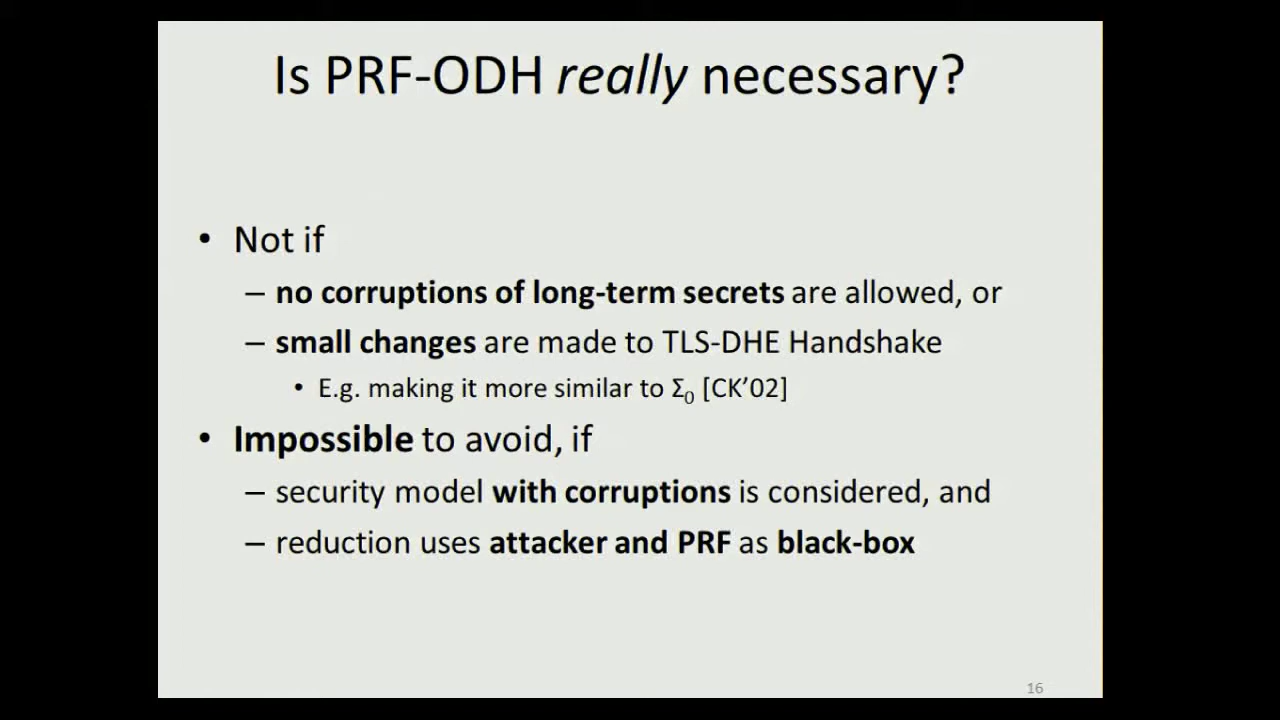 Is PRF-ODH really necessary?
• Not if
– no corruptions of long-term secrets are allowed, or
– small changes are made to TLS-DHE Handshake
• E.g. making it more similar to Σ₀ [CK’02]
• Impossible to avoid, if
– security model with corruptions is considered, and
– reduction uses attacker and PRF as black-box
16